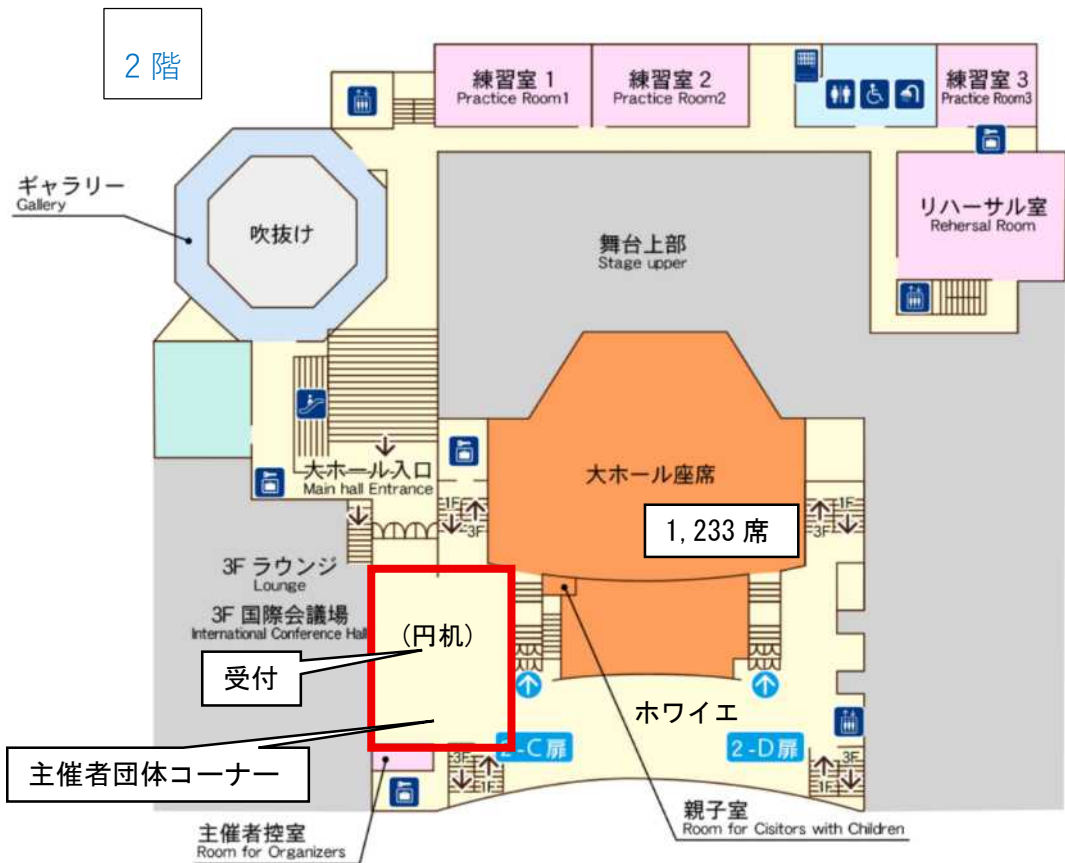 2 階
練習室 1
Practice Room1
練習室 2
Practice Room2
練習室 3
Practice Room3
ギャラリー
Gallery
吹抜け
リハーサル室
Rehersal Room
舞台上部
Stage upper
大ホール入口
Main hall Entrance
大ホール座席
1,233 席
1F
3F
3F
1F
3F ラウンジ
Lounge
3F 国際会議場
International Conference Hall
(円机)
受付
ホワイエ
主催者団体コーナー
2-C扉
2-D扉
3F
1F
3F
1F
主催者控室
Room for Organizers
親子室
Room for Cisitors with Children